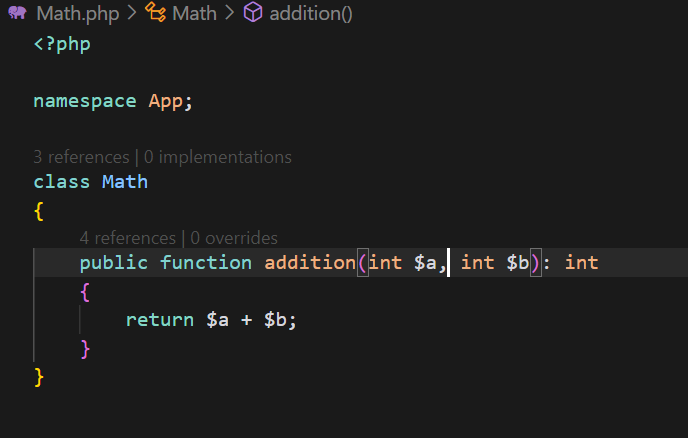 Math.php > Math > addition()
<?php
namespace App;
3 references | 0 implementations
class Math
{
4 references | 0 overrides
public function addition(int $a, int $b): int
{
return $a + $b;
}
}